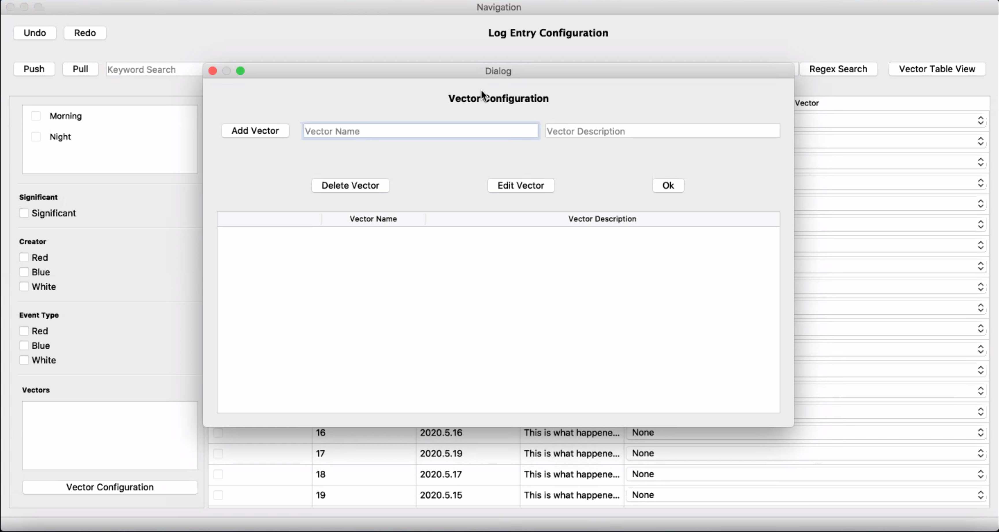 Navigation
Undo
Redo
Log Entry Configuration
Push
Pull
Keyword Search
Regex Search
Vector Table View
Dialog
Vector Configuration
Add Vector
Vector Name
Vector Description
Delete Vector
Edit Vector
Ok
Vector Name
Vector Description
Morning
Night
Significant
Significant
Creator
Red
Blue
White
Event Type
Red
Blue
White
Vectors
Vector Configuration
Vector
16 2020.5.16 This is what happene... None
17 2020.5.19 This is what happene... None
18 2020.5.17 This is what happene... None
19 2020.5.15 This is what happene... None